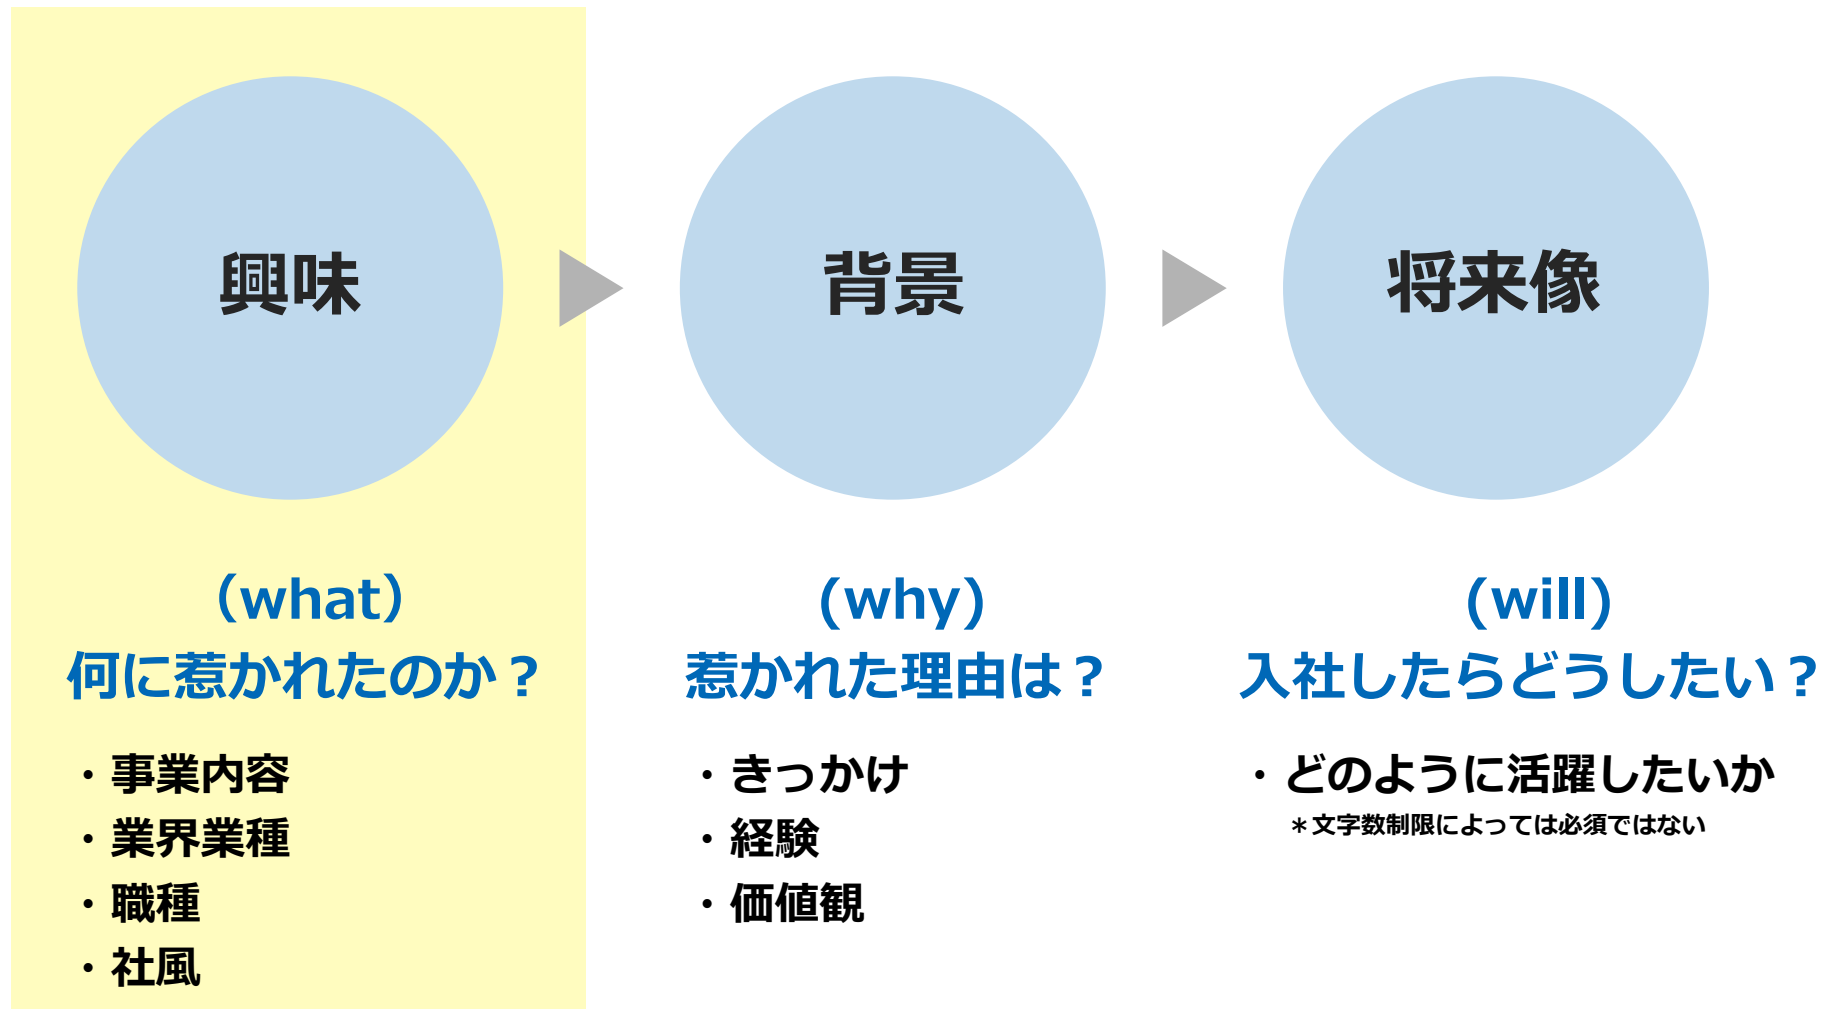 興味
(what)
何に惹かれたのか？
・事業内容
・業界業種
・職種
・社風
背景
(why)
惹かれた理由は？
・きっかけ
・経験
・価値観
将来像
(will)
入社したらどうしたい？
・どのように活躍したいか
＊文字数制限によっては必須ではない